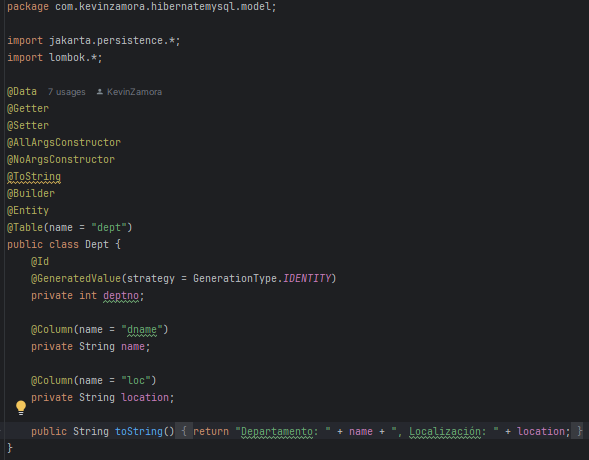 package com.kevinzamora.hibernatemysql.model;
import jakarta.persistence.*;
import lombok.*;
@Data 7 usages KevinZamora
@Getter
@Setter
@AllArgsConstructor
@NoArgsConstructor
@ToString
@Builder
@Entity
@Table(name = "dept")
public class Dept {
@Id
@GeneratedValue(strategy = GenerationType.IDENTITY)
private int deptno;
@Column(name = "dname")
private String name;
@Column(name = "loc")
private String location;
public String toString() { return "Departamento: " + name + ", Localización: " + location; }
}